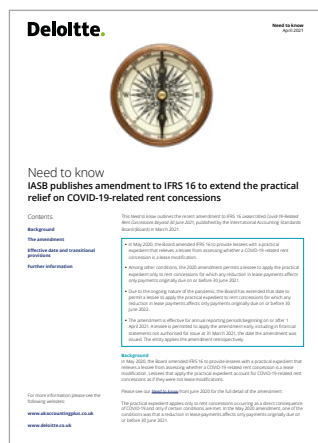 Deloitte.
Need to know
April 2021
Need to know
IASB publishes amendment to IFRS 16 to extend the practical
relief on COVID-19-related rent concessions
Contents
Background
The amendment
Effective date and transitional
provisions
Further information
For more information please see the
following websites:
www.ukaccountingplus.co.uk
www.deloitte.co.uk
This Need to know outlines the recent amendment to IFRS 16 Leases titled Covid-19-Related
Rent Concessions beyond 30 June 2021, published by the International Accounting Standards
Board (Board) in March 2021.
• In May 2020, the Board amended IFRS 16 to provide lessees with a practical
expedient that relieves a lessee from assessing whether a COVID-19-related rent
concession is a lease modification.
• Among other conditions, the 2020 amendment permits a lessee to apply the practical
expedient only to rent concessions for which any reduction in lease payments affects
only payments originally due on or before 30 June 2021.
• Due to the ongoing nature of the pandemic, the Board has extended that date to
permit a lessee to apply the practical expedient to rent concessions for which any
reduction in lease payments affects only payments originally due on or before 30 June
2022.
• The amendment is effective for annual reporting periods beginning on or after 1
April 2021. A lessee is permitted to apply the amendment early, including in financial
statements not authorised for issue at 31 March 2021, the date the amendment was
issued. The entity applies the amendment retrospectively.
Background
In May 2020, the Board amended IFRS 16 to provide lessees with a practical expedient that
relieves a lessee from assessing whether a COVID-19-related rent concession is a lease
modification. Lessees that apply the practical expedient account for COVID-19-related rent
concessions as if they were not lease modifications.
Please see our Need to know from June 2020 for the full detail of the amendment.
The practical expedient applies only to rent concessions occurring as a direct consequence
of COVID-19 and only if certain conditions are met. In the May 2020 amendment, one of the
conditions was that a reduction in lease payments affects only payments originally due on
or before 30 June 2021.